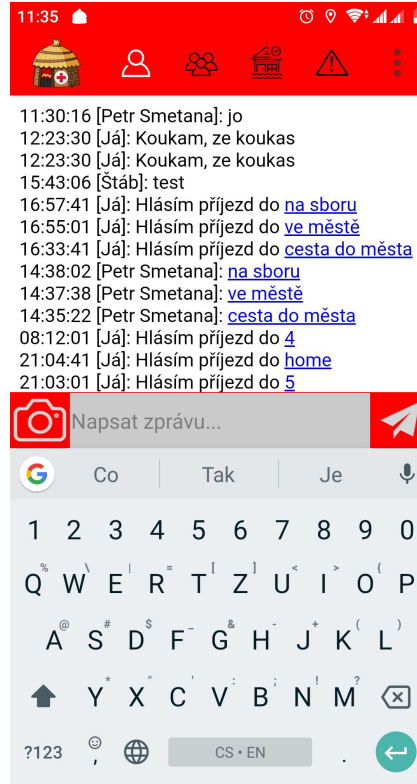 11:35
11:30:16 [Petr Smetana]: jo
12:23:30 [Já]: Koukam, ze koukas
12:23:30 [Já]: Koukam, ze koukas
15:43:06 [Štáb]: test
16:57:41 [Já]: Hlásím příjezd do na sboru
16:55:01 [Já]: Hlásím příjezd do ve městě
16:33:41 [Já]: Hlásím příjezd do cesta do města
14:38:02 [Petr Smetana]: na sboru
14:37:38 [Petr Smetana]: ve městě
14:35:22 [Petr Smetana]: cesta do města
08:12:01 [Já]: Hlásím příjezd do 4
21:04:41 [Já]: Hlásím příjezd do home
21:03:01 [Já]: Hlásím příjezd do 5
Napsat zprávu...
G Co Tak Je
1 2 3 4 5 6 7 8 9 0
% \ | = [ ] < > { 
Q W E R T Z U I O P
@ # $ _ & - + ( )
A S D F G H J K L
* " ' : ; ! ?
Y X C V B N M
?123 , CS • EN .